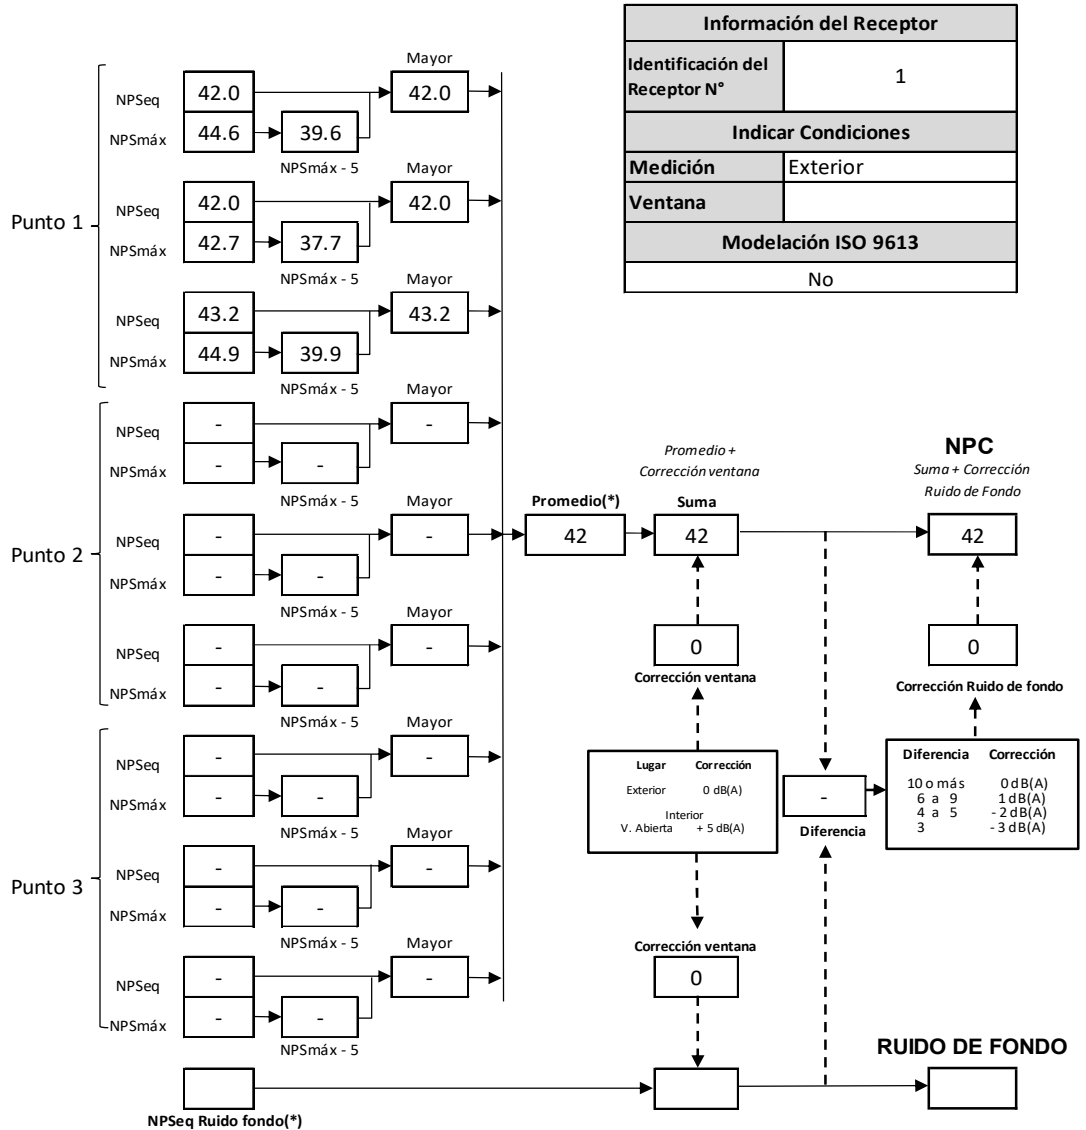 Información del Receptor
Identificación del
Receptor N°
1
Indicar Condiciones
Medición
Exterior
Ventana
Modelación ISO 9613
No
Punto 1
Mayor
NPSeq
42.0
42.0
NPSmáx
44.6
39.6
NPSmáx - 5
Mayor
NPSeq
42.0
42.0
NPSmáx
42.7
37.7
NPSmáx - 5
Mayor
NPSeq
43.2
43.2
NPSmáx
44.9
39.9
NPSmáx - 5
Punto 2
Mayor
NPSeq
-
-
NPSmáx
-
-
NPSmáx - 5
Mayor
NPSeq
-
-
NPSmáx
-
-
NPSmáx - 5
Mayor
NPSeq
-
-
NPSmáx
-
-
NPSmáx - 5
Punto 3
Mayor
NPSeq
-
-
NPSmáx
-
-
NPSmáx - 5
Mayor
NPSeq
-
-
NPSmáx
-
-
NPSmáx - 5
Mayor
NPSeq
-
-
NPSmáx
-
-
NPSmáx - 5
NPSeq Ruido fondo(*)
Promedio(*)
42
Promedio +
Corrección ventana
Suma
42
0
Corrección ventana
Lugar Corrección
Exterior 0 dB(A)
Interior
V. Abierta + 5 dB(A)
Corrección ventana
0
-
Diferencia
NPC
Suma + Corrección
Ruido de Fondo
42
0
Corrección Ruido de fondo
Diferencia Corrección
10 o más 0 dB(A)
6 a 9 1 dB(A)
4 a 5 - 2 dB(A)
3 - 3 dB(A)
RUIDO DE FONDO